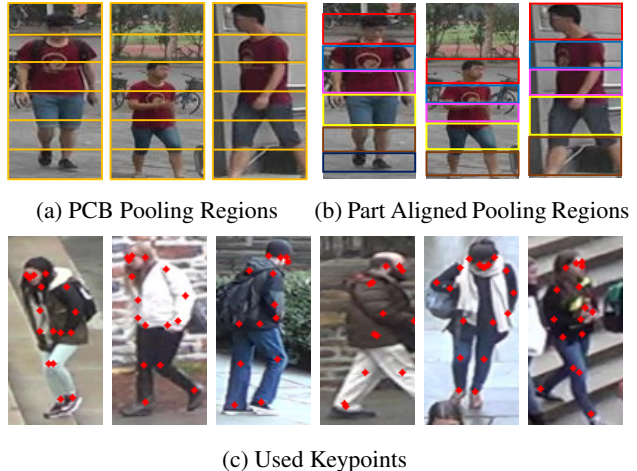 (a) PCB Pooling Regions
(b) Part Aligned Pooling Regions
(c) Used Keypoints